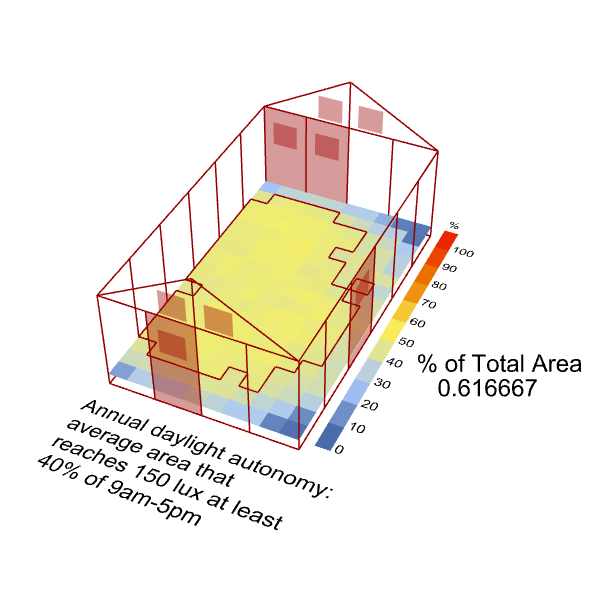 %
100
90
80
70
60
50
40
30
20
10
0
% of Total Area
0.616667
Annual daylight autonomy:
average area that
reaches 150 lux at least
40% of 9am-5pm